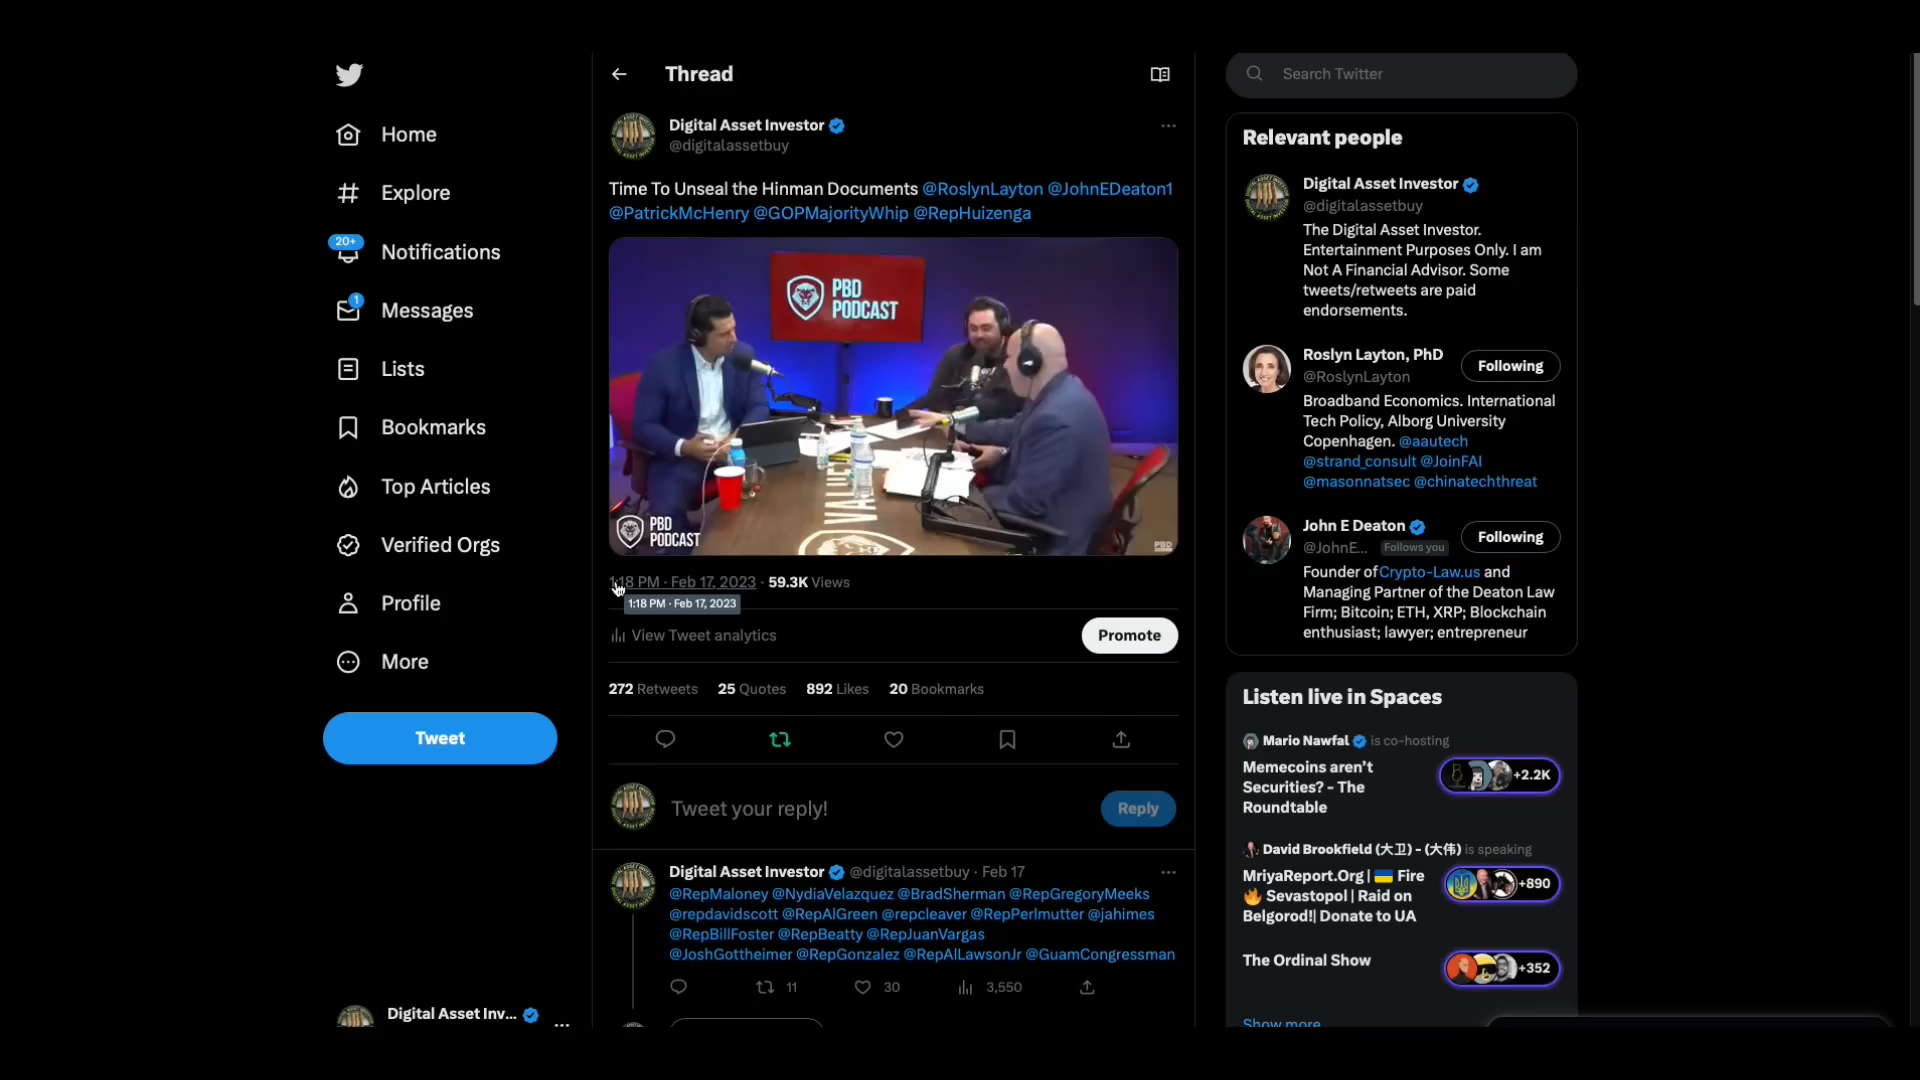 Home
Explore
20+
Notifications
1
Messages
Lists
Bookmarks
Top Articles
Verified Orgs
Profile
More
Tweet
Digital Asset Inv...
Thread
Digital Asset Investor
@digitalassetbuy
Time To Unseal the Hinman Documents @RoslynLayton @JohnEDeaton1
@PatrickMcHenry @GOPMajorityWhip @RepHuizenga
PBD
PODCAST
VALUE
PBD
PODCAST
PBD
1:18 PM · Feb 17, 2023 · 59.3K Views
1:18 PM · Feb 17, 2023
View Tweet analytics
Promote
272 Retweets 25 Quotes 892 Likes 20 Bookmarks
Tweet your reply!
Reply
Digital Asset Investor @digitalassetbuy · Feb 17
@RepMaloney @NydiaVelazquez @BradSherman @RepGregoryMeeks
@repdavidscott @RepAlGreen @repcleaver @RepPerlmutter @jahimes
@RepBillFoster @RepBeatty @RepJuanVargas
@JoshGottheimer @RepGonzalez @RepAlLawsonJr @GuamCongressman
11 30 3,550
Search Twitter
Relevant people
Digital Asset Investor
@digitalassetbuy
The Digital Asset Investor.
Entertainment Purposes Only. I am
Not A Financial Advisor. Some
tweets/retweets are paid
endorsements.
Roslyn Layton, PhD
@RoslynLayton
Following
Broadband Economics. International
Tech Policy, Alborg University
Copenhagen. @aautech
@strand_consult @JoinFAI
@masonnatsec @chinatechthreat
John E Deaton
@JohnE... Follows you
Following
Founder of Crypto-Law.us and
Managing Partner of the Deaton Law
Firm; Bitcoin; ETH, XRP; Blockchain
enthusiast; lawyer; entrepreneur
Listen live in Spaces
Mario Nawfal is co-hosting
Memecoins aren't
Securities? - The
Roundtable
+2.2K
David Brookfield (大卫) - (大伟) is speaking
MriyaReport.Org | 🇺🇦 Fire
🔥 Sevastopol | Raid on
Belgorod!| Donate to UA
+890
The Ordinal Show
+352
Show more